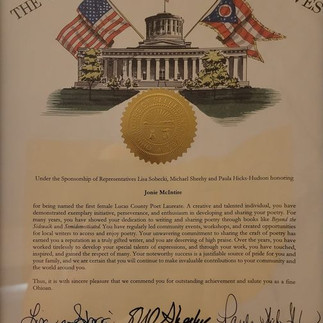 THE
ES
Under the Sponsorship of Representatives Lisa Sobecki, Michael Sheehy and Paula Hicks-Hudson honoring
Jonie McIntire
for being named the first female Lucas County Poet Laureate. A creative and talented individual, you have
demonstrated exemplary initiative, perseverance, and enthusiasm in developing and sharing your poetry. For
many years, you have showed your dedication to writing and sharing poetry through books like Beyond the
Sidewalk and Semidomesticated. You have regularly led community events, workshops, and created opportunities
for local writers to access and enjoy poetry. Your unwavering commitment to sharing the craft of poetry has
earned you a reputation as a truly gifted writer, and you are deserving of high praise. Over the years, you have
worked tirelessly to develop your special talents of expression, and through your work, you have touched,
inspired, and gained the respect of many. Your noteworthy success is a justifiable source of pride for you and
your family, and we are certain that you will continue to make invaluable contributions to your community and
the world around you.
Thus, it is with sincere pleasure that we commend you for outstanding achievement and salute you as a fine
Ohioan.